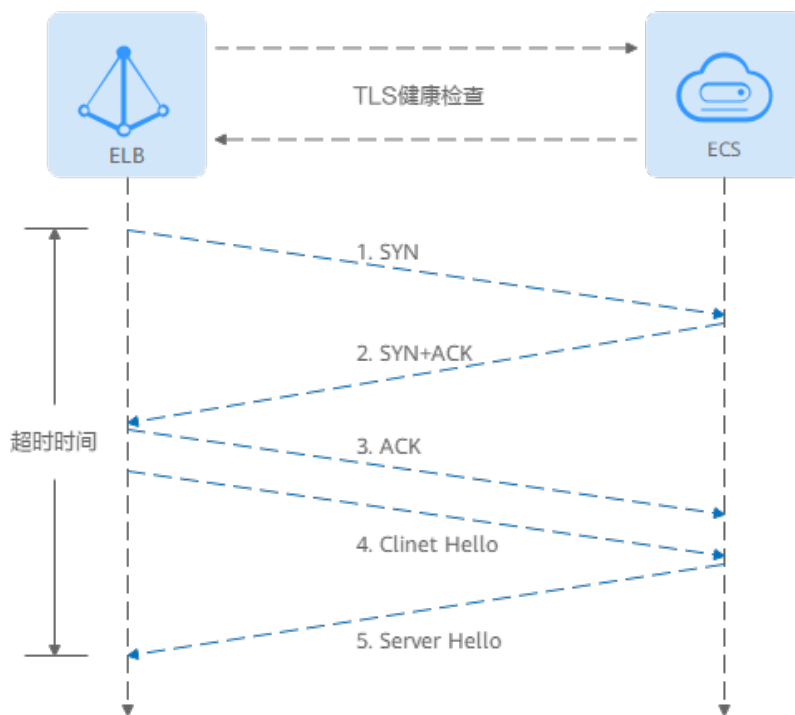 TLS健康检查
ELB
ECS
1. SYN
2. SYN+ACK
超时时间
3. ACK
4. Clinet Hello
5. Server Hello